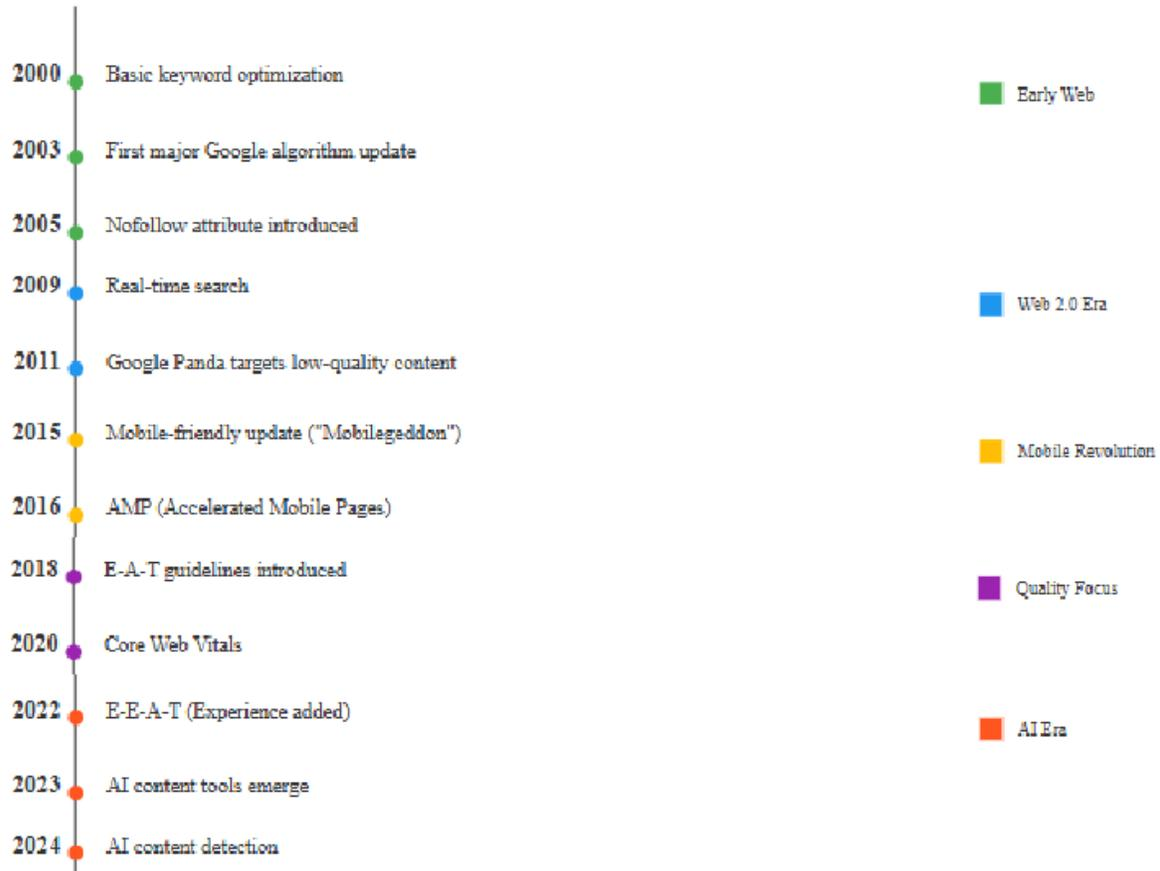 2000 Basic keyword optimization
Early Web
2003 First major Google algorithm update
2005 Nofollow attribute introduced
2009 Real-time search
Web 2.0 Era
2011 Google Panda targets low-quality content
2015 Mobile-friendly update ("Mobilegeddon")
Mobile Revolution
2016 AMP (Accelerated Mobile Pages)
2018 E-A-T guidelines introduced
Quality Focus
2020 Core Web Vitals
2022 E-E-A-T (Experience added)
AI Era
2023 AI content tools emerge
2024 AI content detection